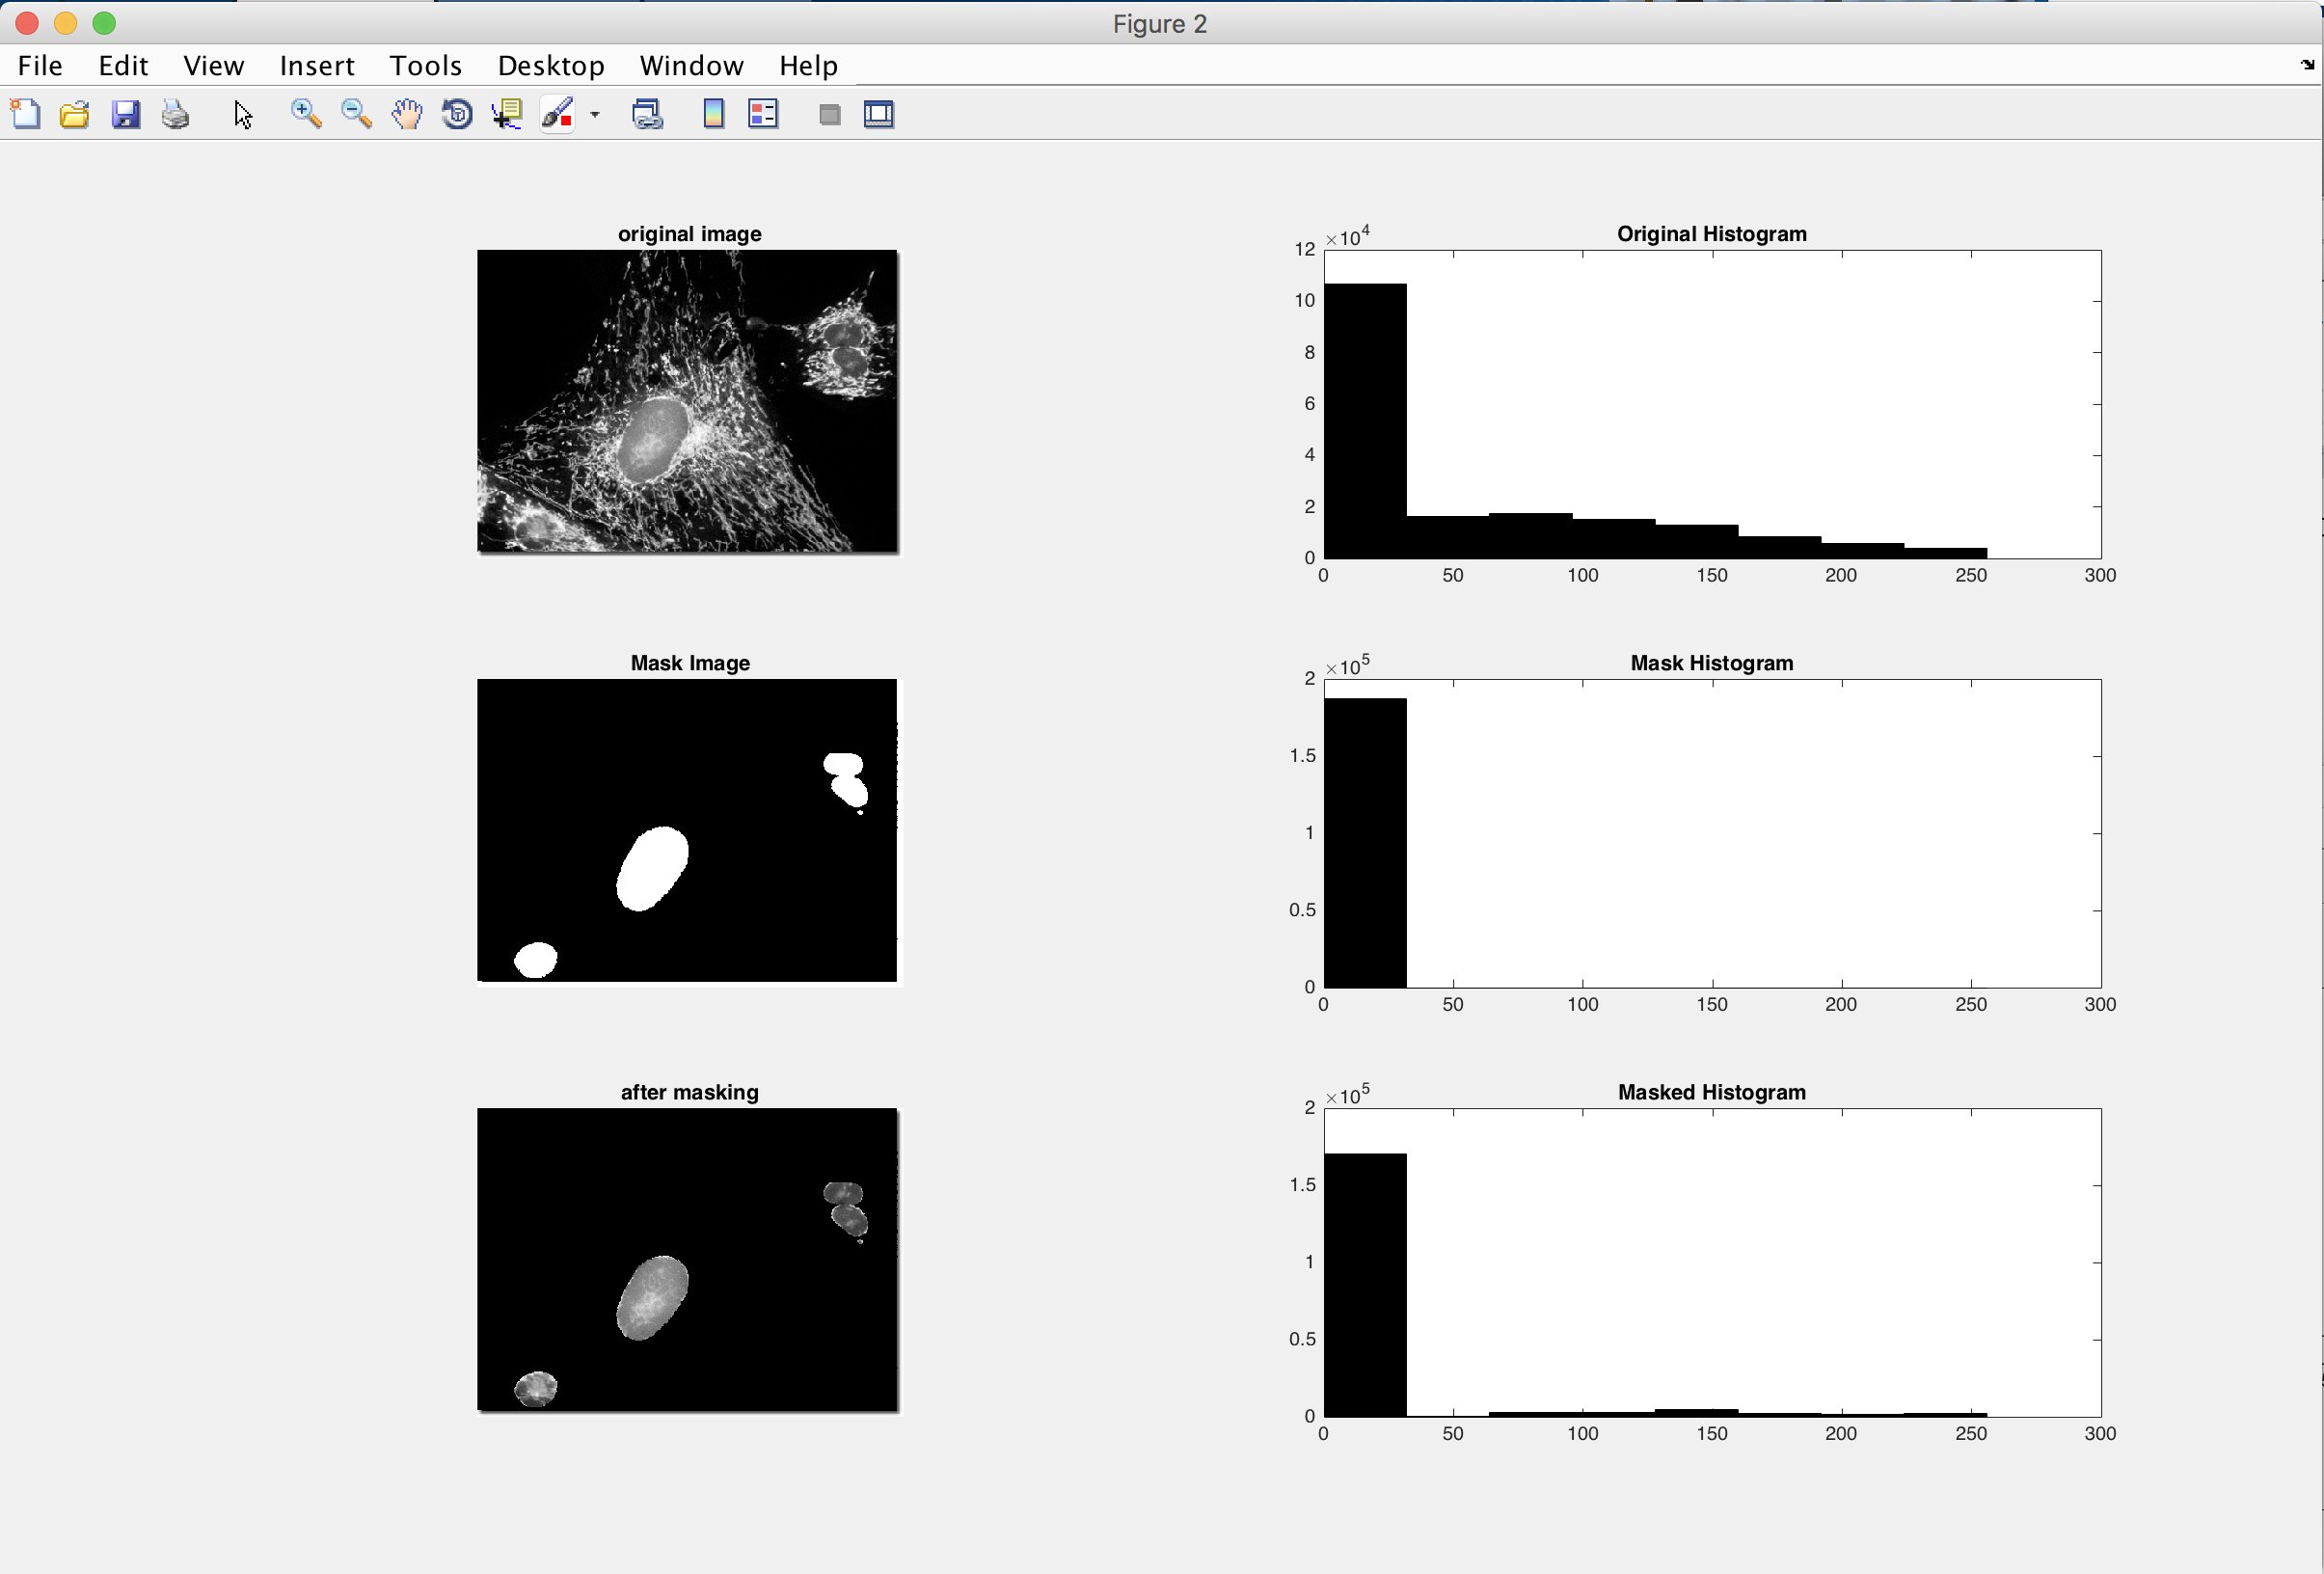 Figure 2
File Edit View Insert Tools Desktop Window Help
original image
Original Histogram
×10^4
12
10
8
6
4
2
0
0 50 100 150 200 250 300
Mask Image
Mask Histogram
×10^5
2
1.5
1
0.5
0
0 50 100 150 200 250 300
after masking
Masked Histogram
×10^5
2
1.5
1
0.5
0
0 50 100 150 200 250 300